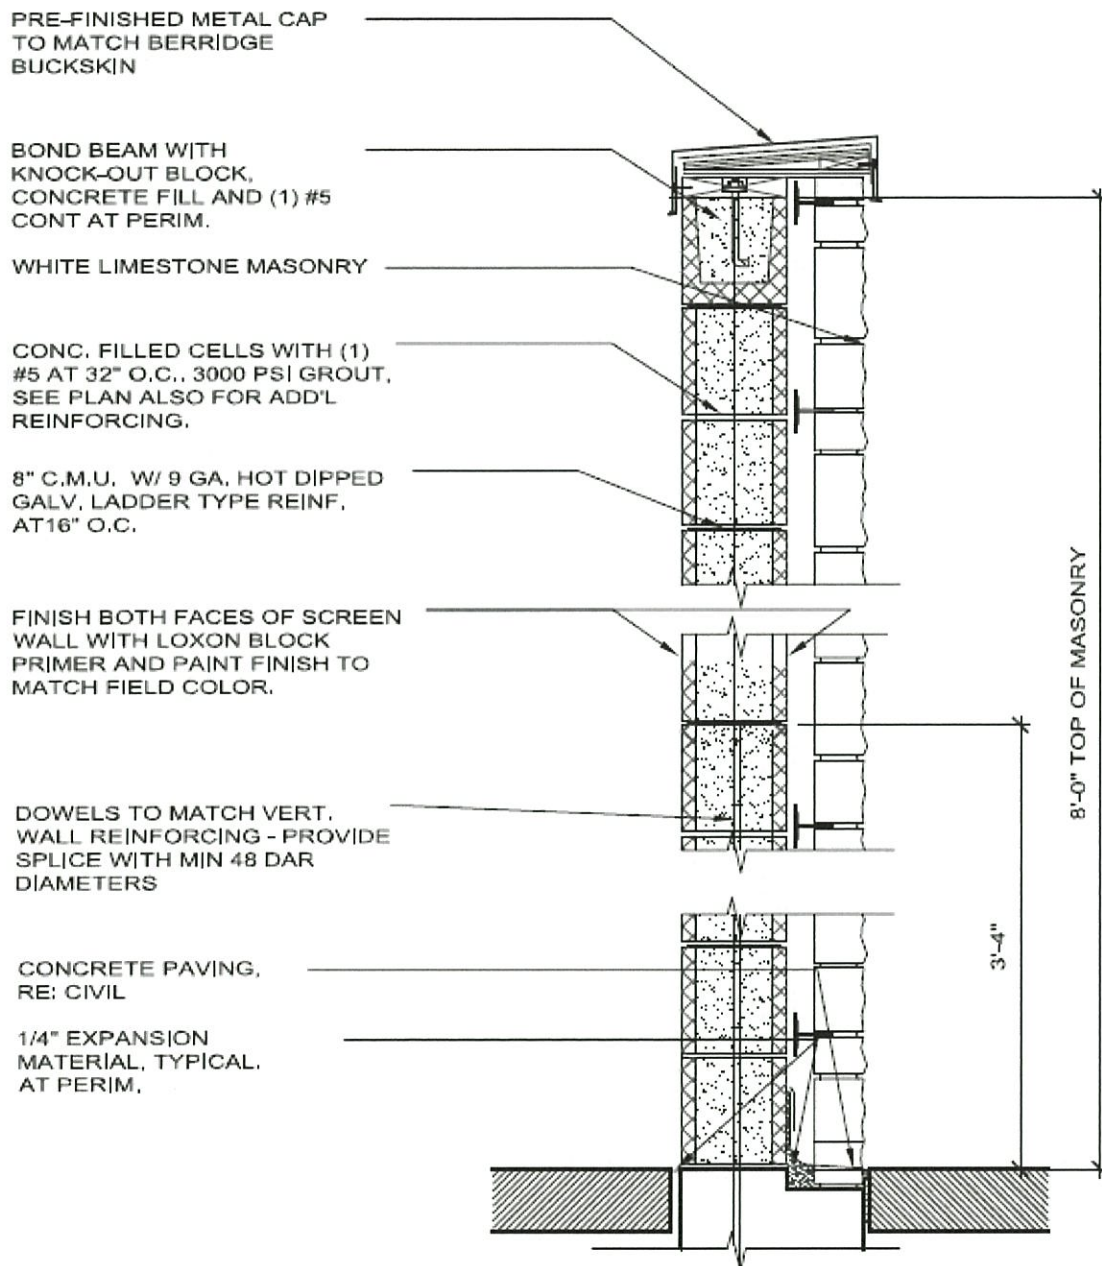 PRE-FINISHED METAL CAP
TO MATCH BERRIDGE
BUCKSKIN
BOND BEAM WITH
KNOCK-OUT BLOCK,
CONCRETE FILL AND (1) #5
CONT AT PERIM.
WHITE LIMESTONE MASONRY
CONC. FILLED CELLS WITH (1)
#5 AT 32" O.C.. 3000 PSI GROUT,
SEE PLAN ALSO FOR ADD'L
REINFORCING.
8" C.M.U. W/ 9 GA. HOT DIPPED
GALV. LADDER TYPE REINF.
AT16" O.C.
FINISH BOTH FACES OF SCREEN
WALL WITH LOXON BLOCK
PRIMER AND PAINT FINISH TO
MATCH FIELD COLOR.
DOWELS TO MATCH VERT.
WALL REINFORCING - PROVIDE
SPLICE WITH MIN 48 DAR
DIAMETERS
CONCRETE PAVING,
RE: CIVIL
1/4" EXPANSION
MATERIAL, TYPICAL.
AT PERIM.
8'-0" TOP OF MASONRY
3'-4"